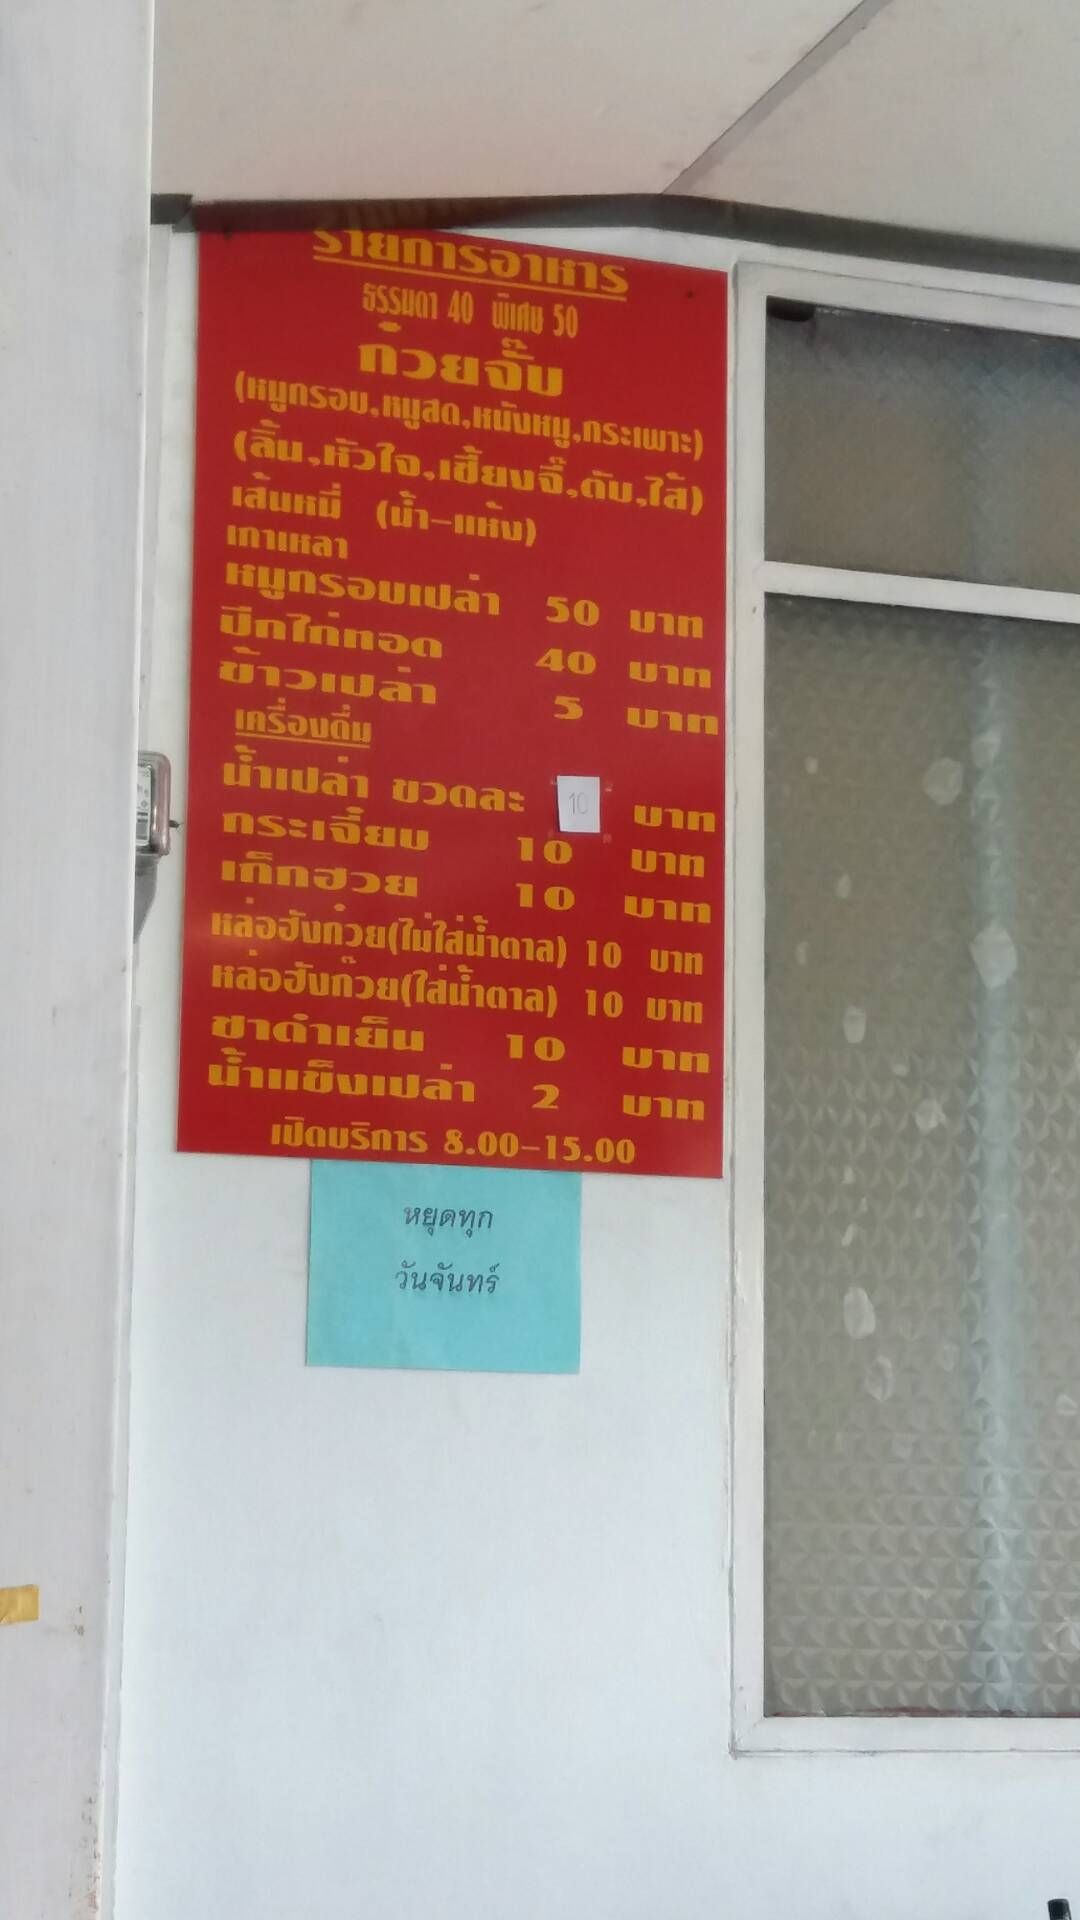 รายการอาหาร
ธรรมดา 40 พิเศษ 50
ก๋วยจั๊บ
(หมูกรอบ,หมูสด,หนังหมู,กระเพาะ)
(ลิ้น,หัวใจ,เซี้ยงจี๊,ตับ,ไส้)
เส้นหมี่ (น้ำ-แห้ง)
เกาเหลา
หมูกรอบเปล่า 50 บาท
ปีกไก่ทอด 40 บาท
ข้าวเปล่า 5 บาท
เครื่องดื่ม
น้ำเปล่า ขวดละ 10 บาท
กระเจี๊ยบ 10 บาท
เก็กฮวย 10 บาท
หล่อฮังก๊วย(ไม่ใส่น้ำตาล) 10 บาท
หล่อฮังก๊วย(ใส่น้ำตาล) 10 บาท
ชาดำเย็น 10 บาท
น้ำแข็งเปล่า 2 บาท
เปิดบริการ 8.00-15.00
หยุดทุก
วันจันทร์